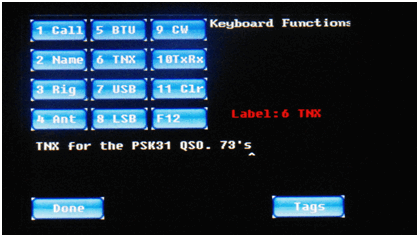 1 Call 5 BTU 9 CW Keyboard Functions
2 Name 6 TNX 10TxRx
3 Rig 7 USB 11 Clr
Label:6 TNX
4 Ant 8 LSB F12
TNX for the PSK31 QSO. 73's
^
Done Tags